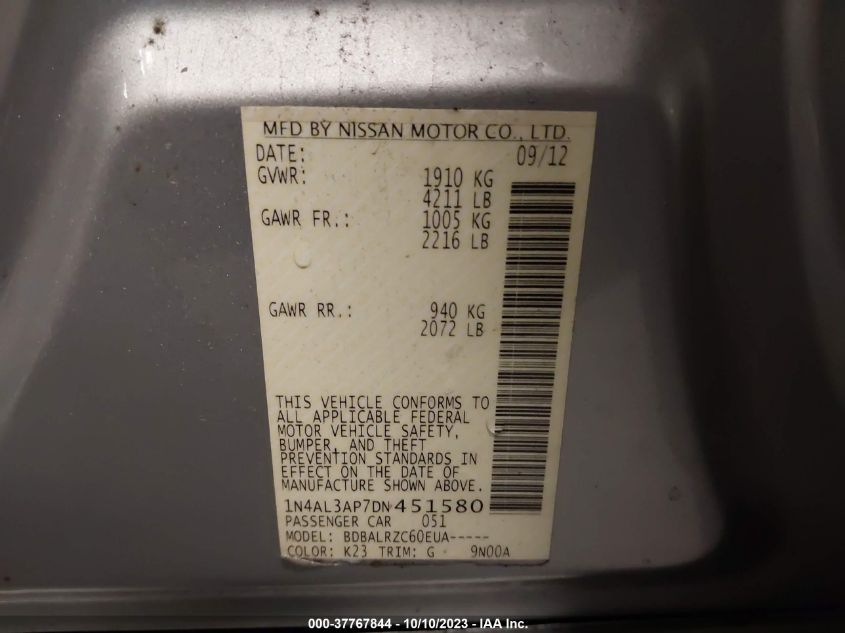 MFD BY NISSAN MOTOR CO., LTD.
DATE: 09/12
GVWR: 1910 KG
4211 LB
GAWR FR.: 1005 KG
2216 LB
GAWR RR.: 940 KG
2072 LB
THIS VEHICLE CONFORMS TO
ALL APPLICABLE FEDERAL
MOTOR VEHICLE SAFETY,
BUMPER, AND THEFT
PREVENTION STANDARDS IN
EFFECT ON THE DATE OF
MANUFACTURE SHOWN ABOVE.
1N4AL3AP7DN451580
PASSENGER CAR 051
MODEL: BDBALRZC60EUA-----
COLOR: K23 TRIM: G 9N00A
000-37767844 - 10/10/2023 - IAA Inc.